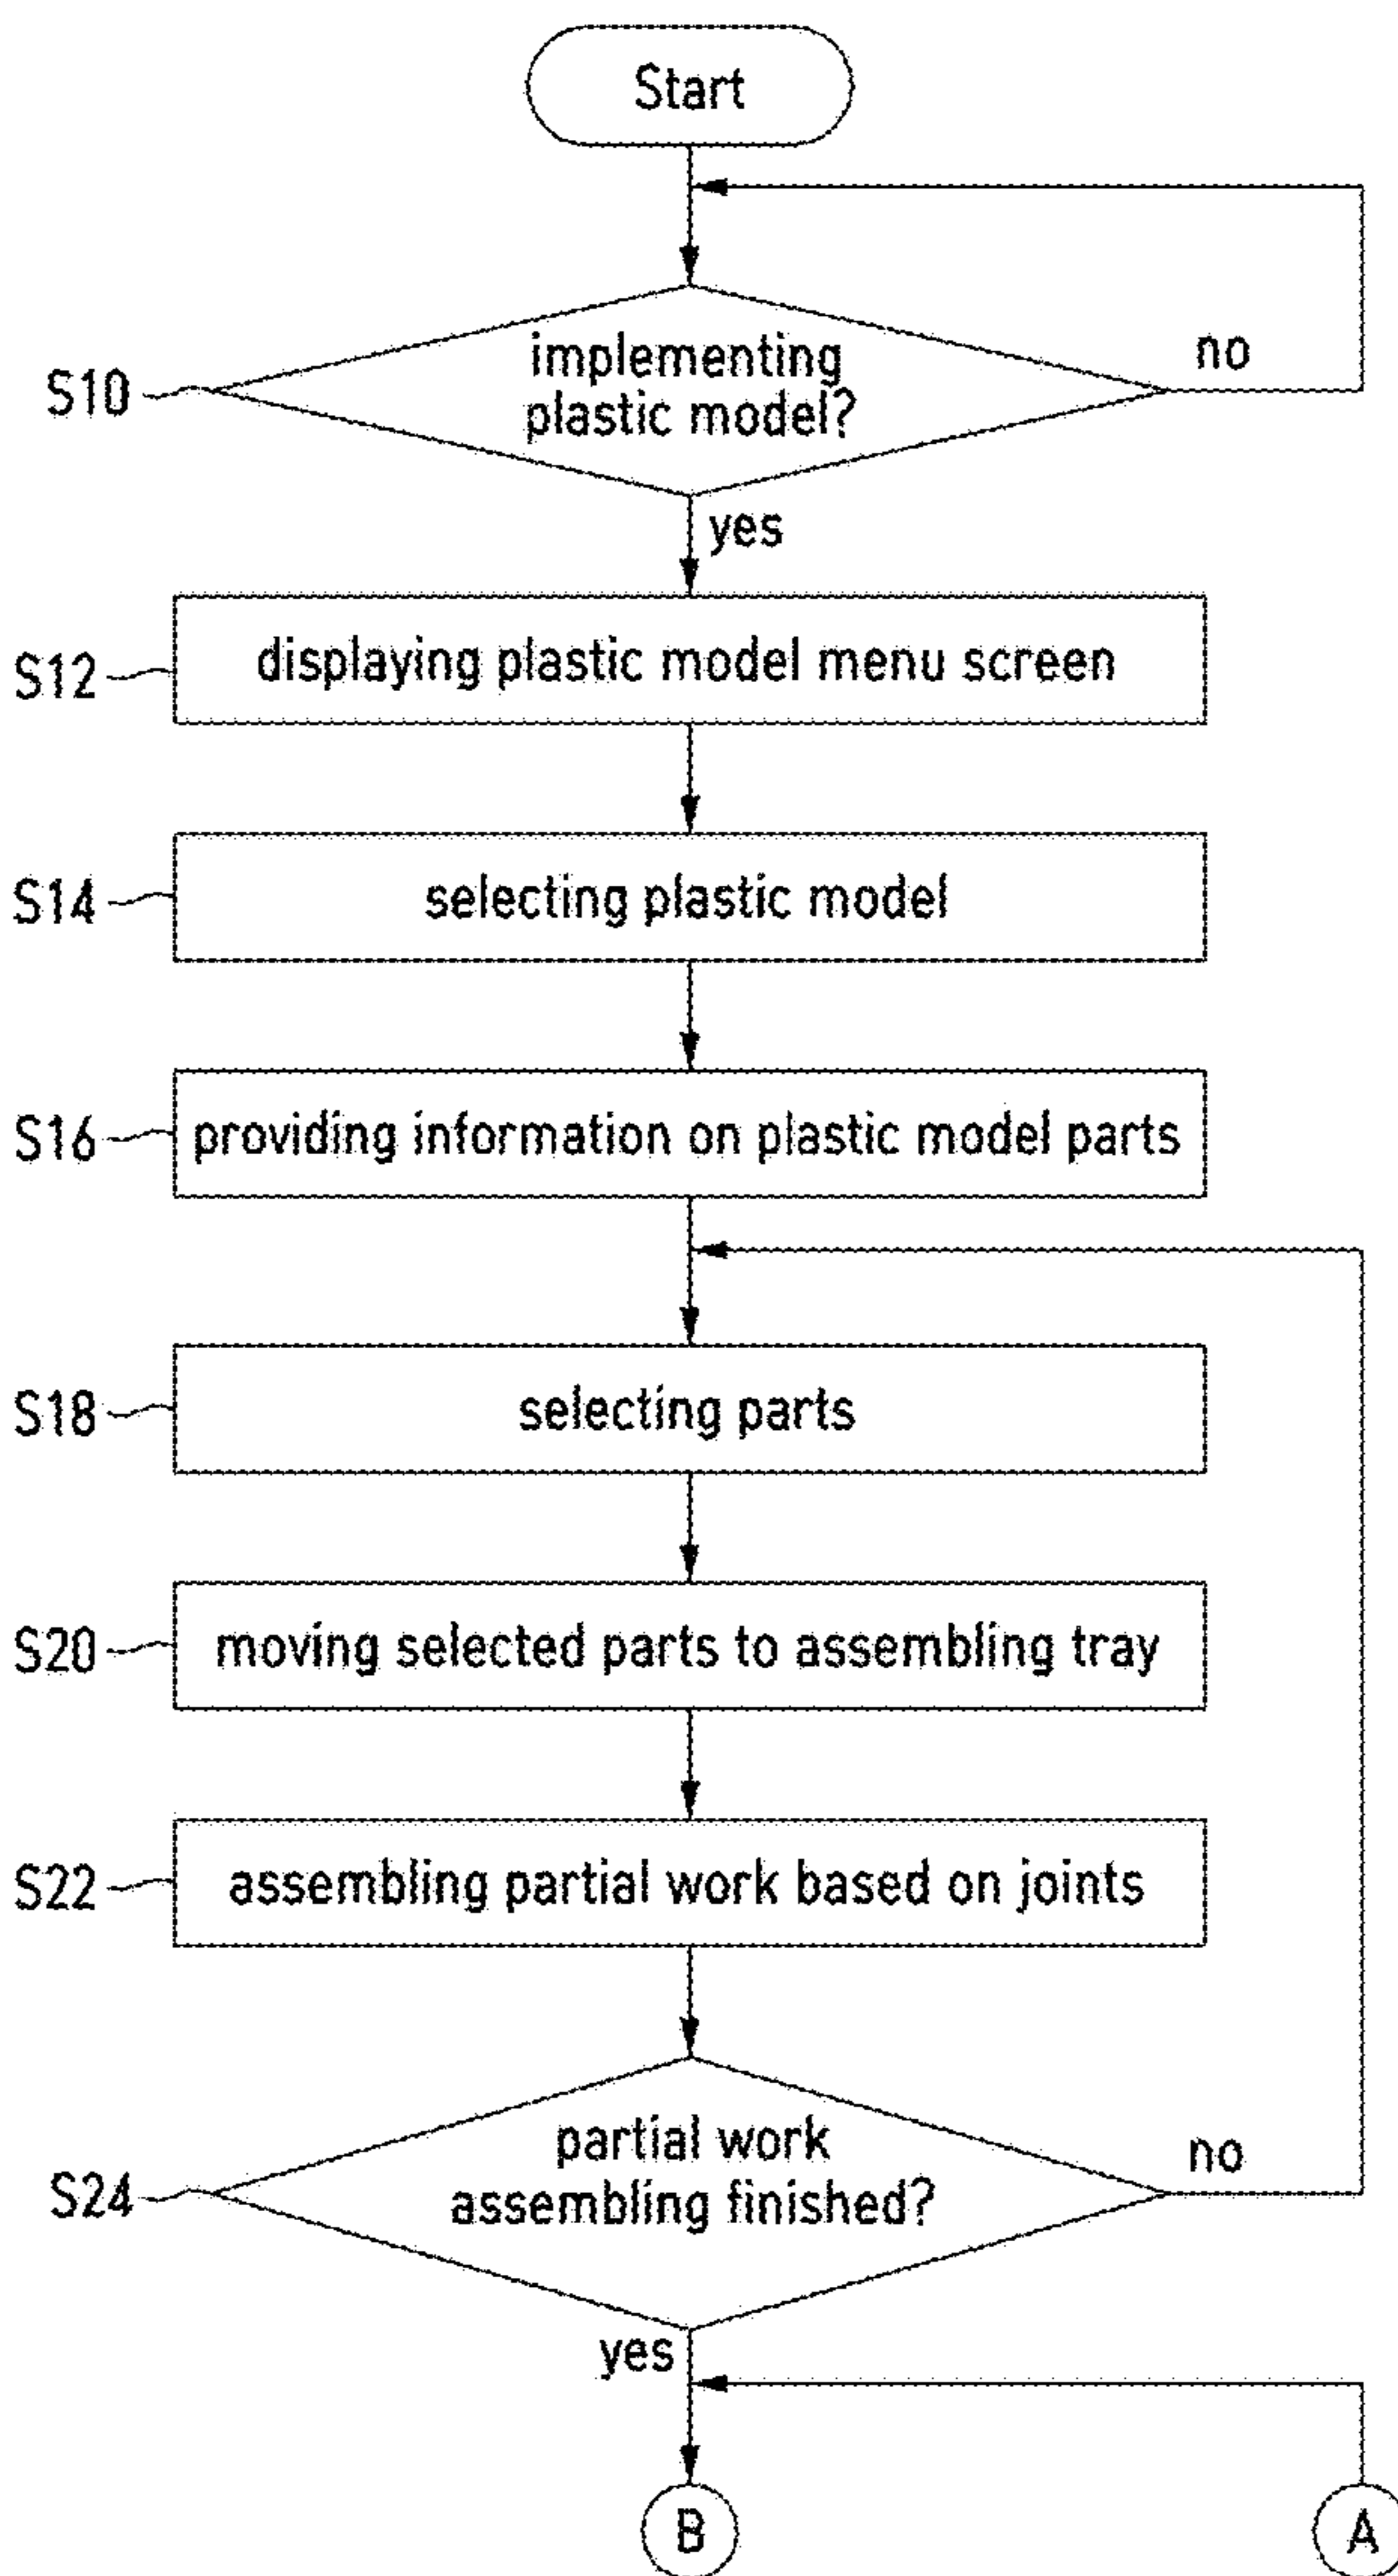 Start
S10
implementing
plastic model?
no
yes
S12
displaying plastic model menu screen
S14
selecting plastic model
S16
providing information on plastic model parts
S18
selecting parts
S20
moving selected parts to assembling tray
S22
assembling partial work based on joints
S24
partial work
assembling finished?
no
yes
B
A